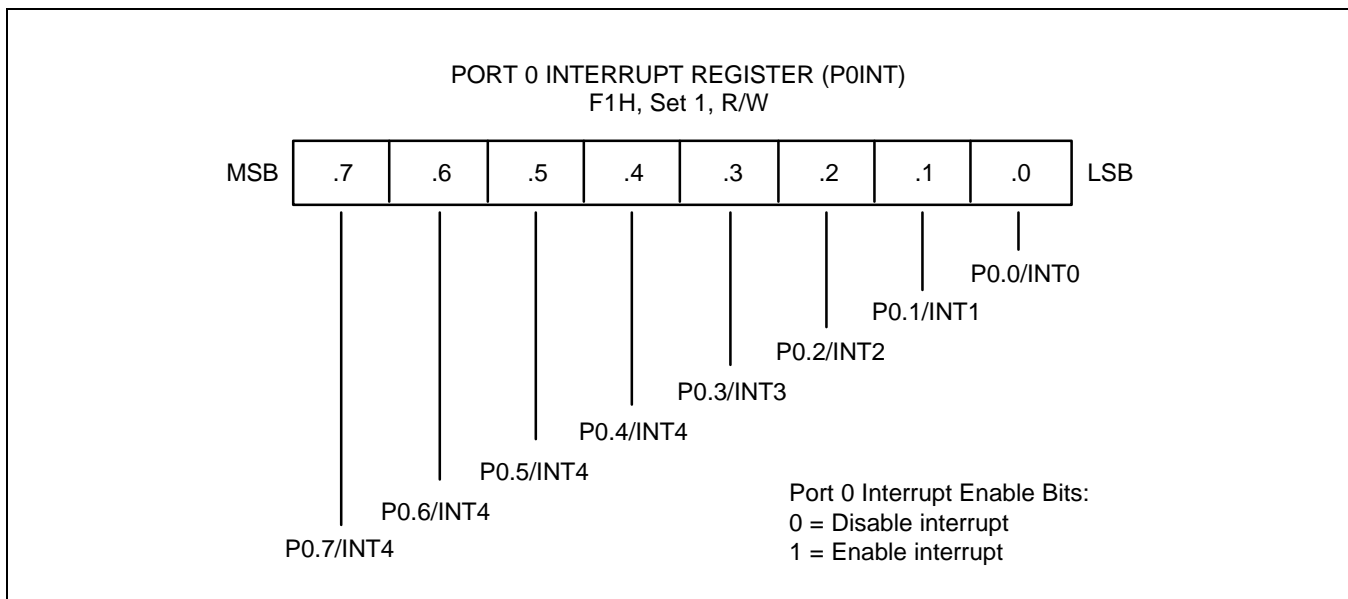 PORT 0 INTERRUPT REGISTER (P0INT)
F1H, Set 1, R/W
MSB .7 .6 .5 .4 .3 .2 .1 .0 LSB
P0.0/INT0
P0.1/INT1
P0.2/INT2
P0.3/INT3
P0.4/INT4
P0.5/INT4
P0.6/INT4
P0.7/INT4
Port 0 Interrupt Enable Bits:
0 = Disable interrupt
1 = Enable interrupt